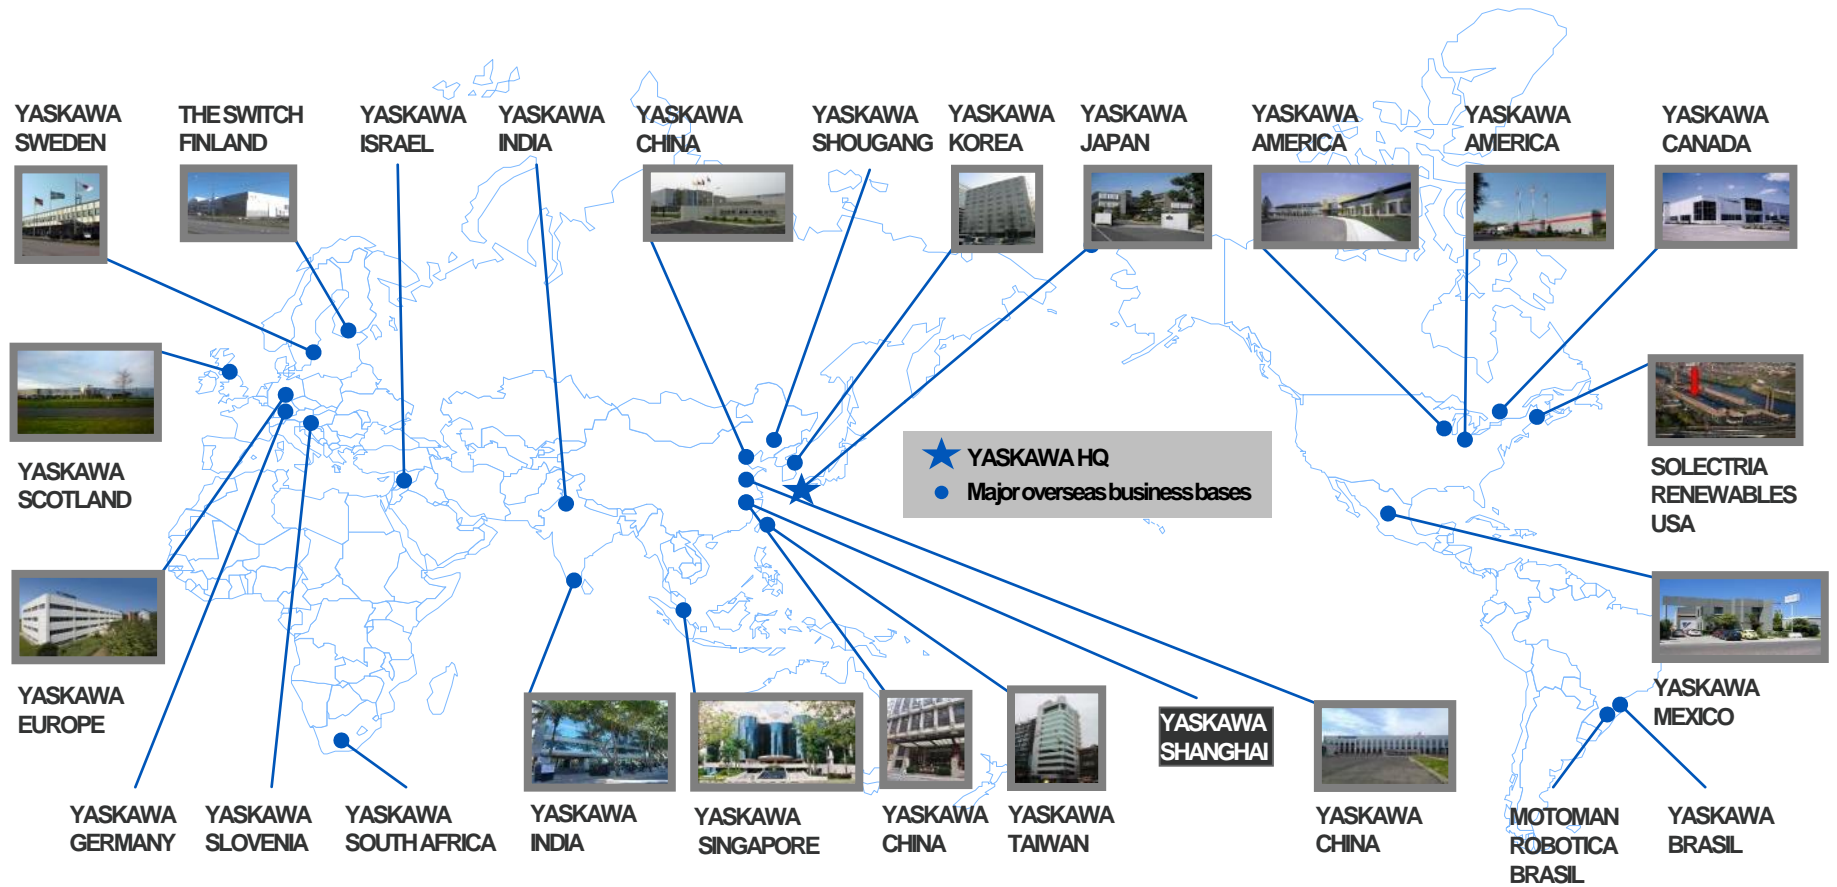 YASKAWA
SWEDEN
THE SWITCH
FINLAND
YASKAWA
ISRAEL
YASKAWA
INDIA
YASKAWA
CHINA
YASKAWA
SHOUGANG
YASKAWA
KOREA
YASKAWA
JAPAN
YASKAWA
AMERICA
YASKAWA
AMERICA
YASKAWA
CANADA
YASKAWA
SCOTLAND
YASKAWA HQ
Major overseas business bases
SOLECTRIA
RENEWABLES
USA
YASKAWA
EUROPE
YASKAWA
MEXICO
YASKAWA
SHANGHAI
YASKAWA
GERMANY
YASKAWA
SLOVENIA
YASKAWA
SOUTH AFRICA
YASKAWA
INDIA
YASKAWA
SINGAPORE
YASKAWA
CHINA
YASKAWA
TAIWAN
YASKAWA
CHINA
MOTOMAN
ROBOTICA
BRASIL
YASKAWA
BRASIL